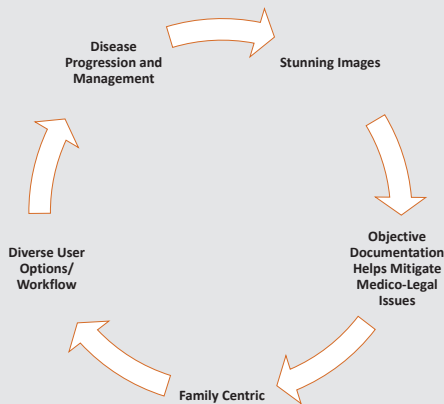 Disease
Progression and
Management
Stunning Images
Objective
Documentation
Helps Mitigate
Medico-Legal
Issues
Family Centric
Diverse User
Options/
Workflow